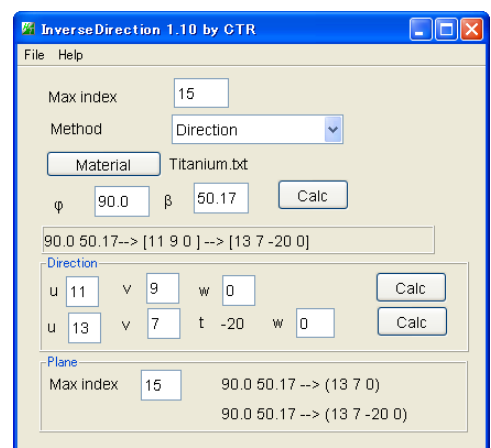 InverseDirection 1.10 by CTR
File Help
Max index 15
Method Direction
Material Titanium.txt
φ 90.0 β 50.17 Calc
90.0 50.17--> [11 9 0 ] --> [13 7 -20 0]
Direction
u 11 v 9 w 0 Calc
u 13 v 7 t -20 w 0 Calc
Plane
Max index 15 90.0 50.17 --> (13 7 0)
90.0 50.17 --> (13 7 -20 0)